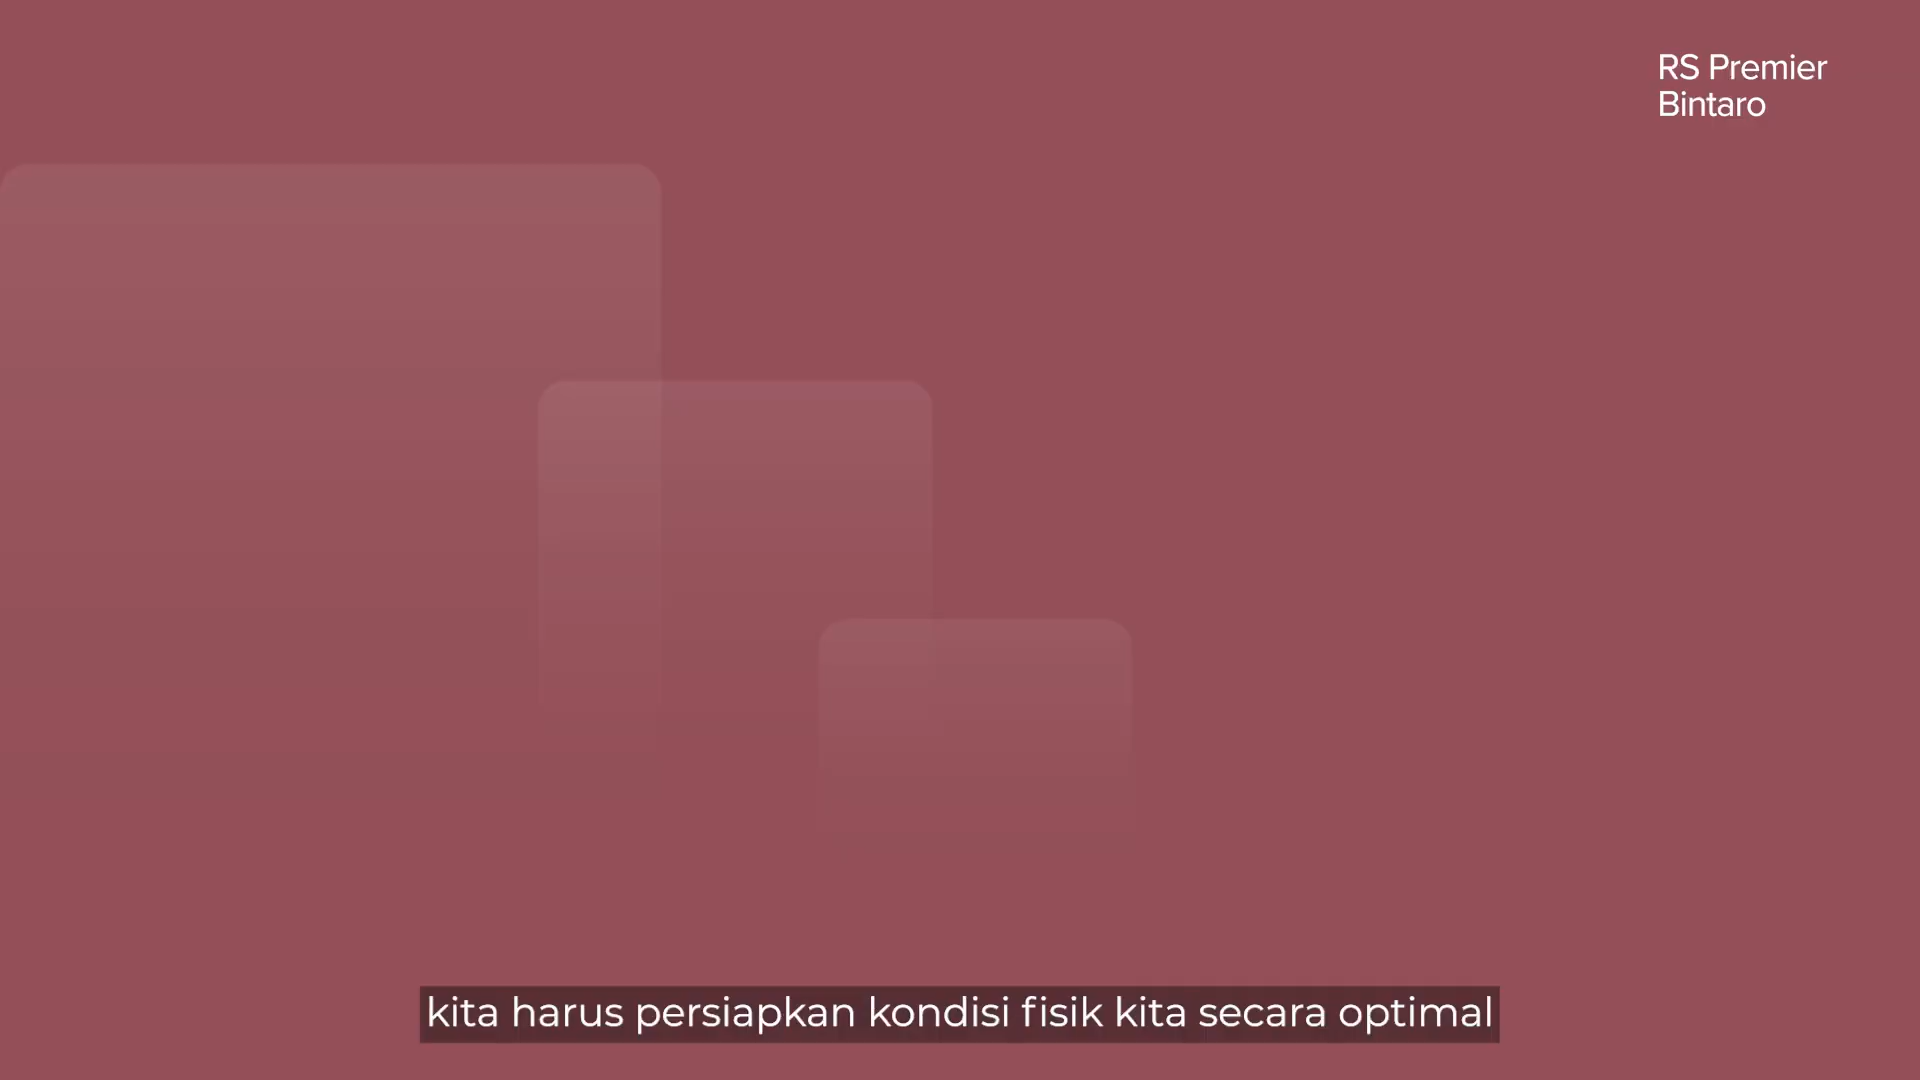 RS Premier
Bintaro
kita harus persiapkan kondisi fisik kita secara optimal